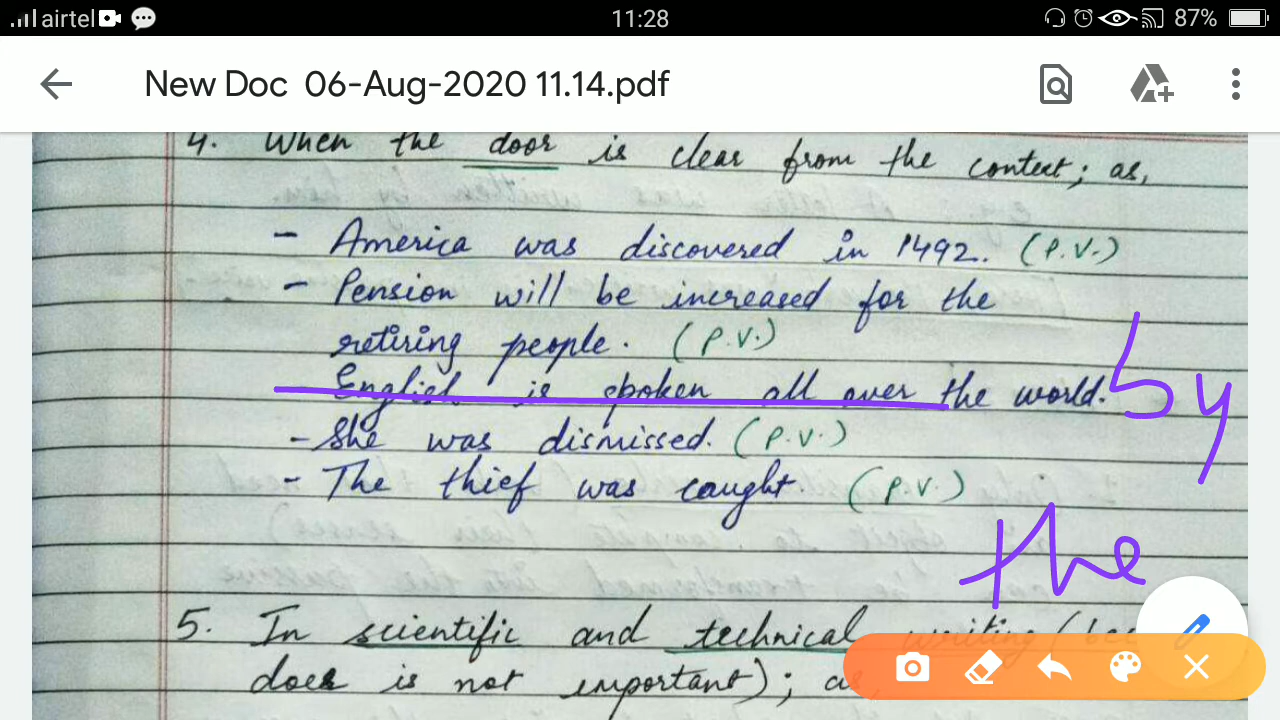 airtel 11:28 87%
New Doc 06-Aug-2020 11.14.pdf
4. When the door is clear from the context; as,
- America was discovered in 1492. (P.V.)
- Pension will be increased for the
retiring people. (P.V.)
English is spoken all over the world. by
- She was dismissed. (P.V.)
- The thief was caught. (P.V.)
the
5. In scientific and technical writing (
doer is not important); as,